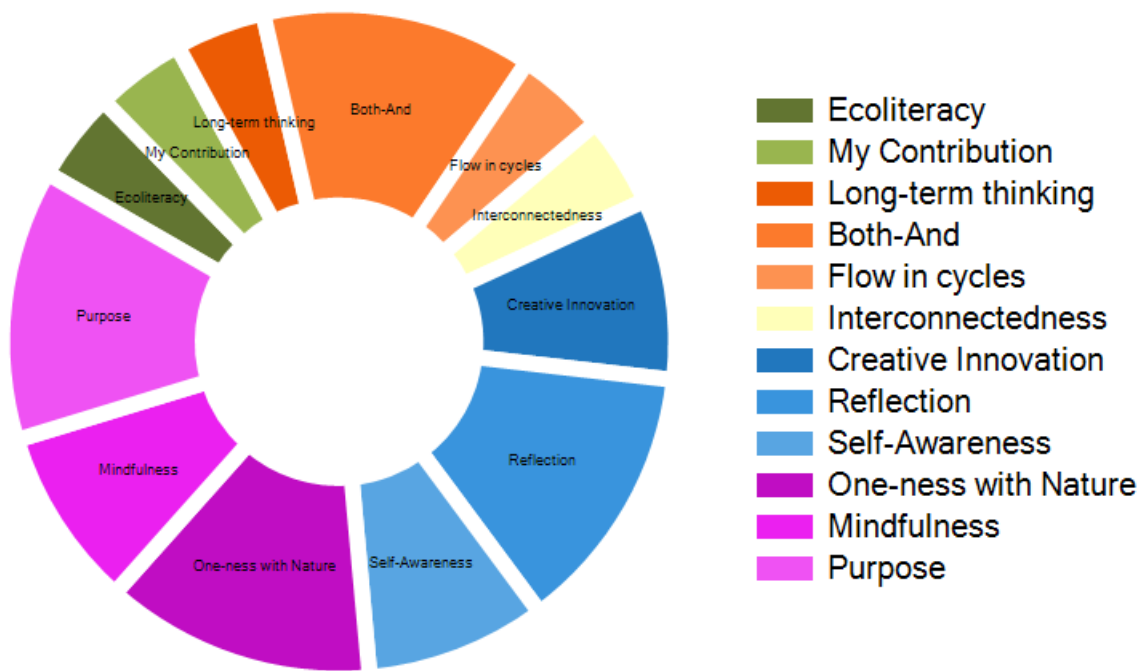 Both-And
Long-term thinking
My Contribution
Flow in cycles
Ecoliteracy
Interconnectedness
Creative Innovation
Purpose
Reflection
Mindfulness
Self-Awareness
One-ness with Nature
Ecoliteracy
My Contribution
Long-term thinking
Both-And
Flow in cycles
Interconnectedness
Creative Innovation
Reflection
Self-Awareness
One-ness with Nature
Mindfulness
Purpose